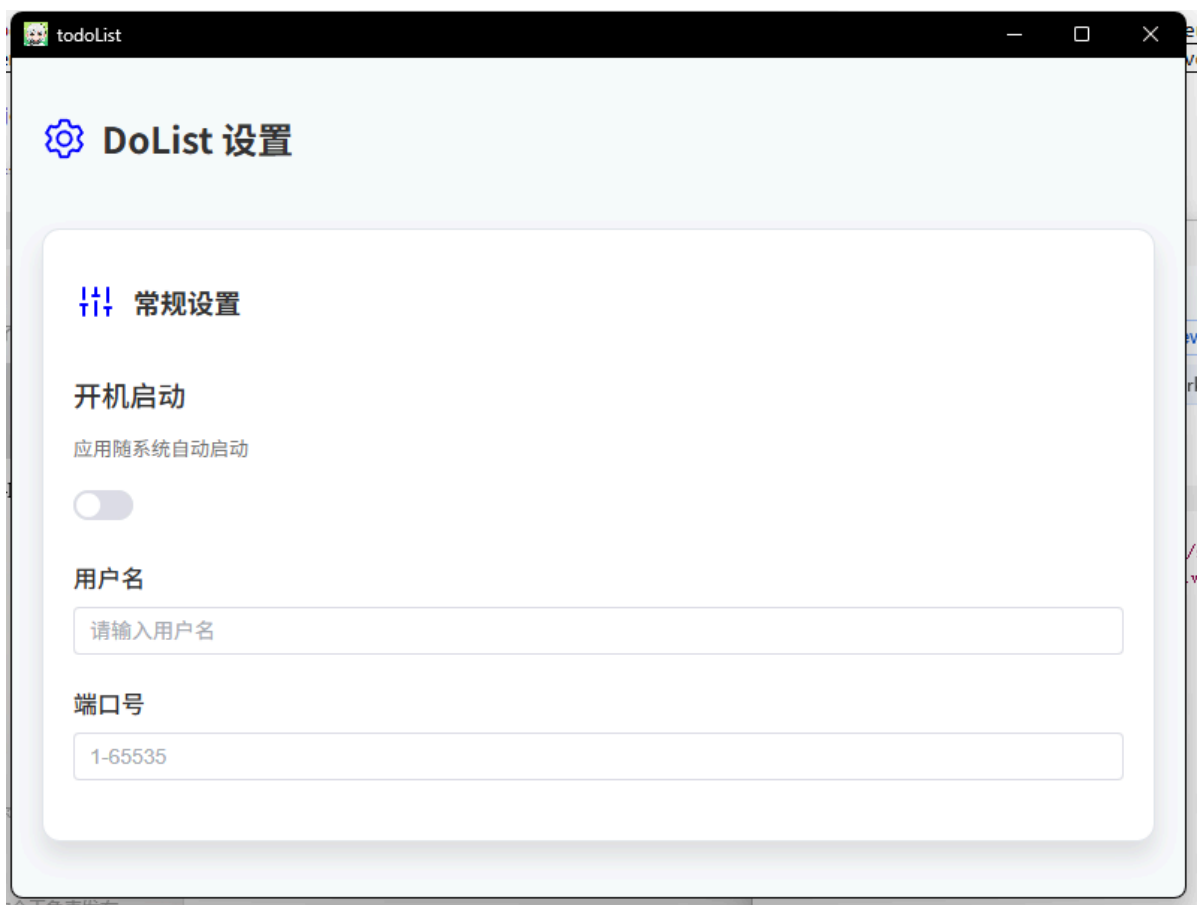 todoList
DoList 设置
常规设置
开机启动
应用随系统自动启动
用户名
请输入用户名
端口号
1-65535